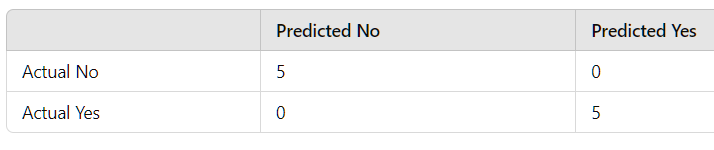 Predicted No Predicted Yes
Actual No 5 0
Actual Yes 0 5